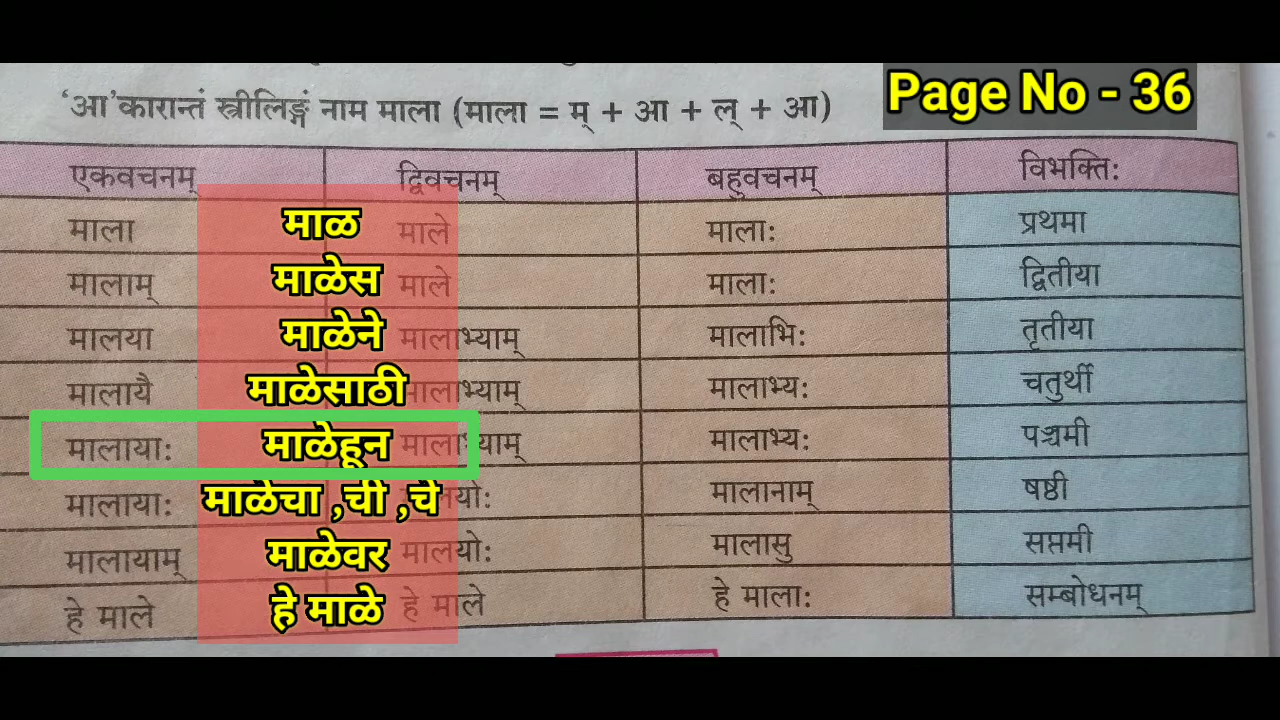 ‘आ’कारान्तं स्त्रीलिङ्गं नाम माला (माला = म् + आ + ल् + आ)
Page No - 36
एकवचनम् द्विवचनम् बहुवचनम् विभक्तिः
माला माळ माले मालाः प्रथमा
मालाम् माळेस माले मालाः द्वितीया
मालया माळेने मालाभ्याम् मालाभिः तृतीया
मालायै माळेसाठी मालाभ्याम् मालाभ्यः चतुर्थी
मालायाः माळेहून मालाभ्याम् मालाभ्यः पञ्चमी
मालायाः माळेचा ,ची ,चे मालयोः मालानाम् षष्ठी
मालायाम् माळेवर मालयोः मालासु सप्तमी
हे माले हे माळे हे माले हे मालाः सम्बोधनम्